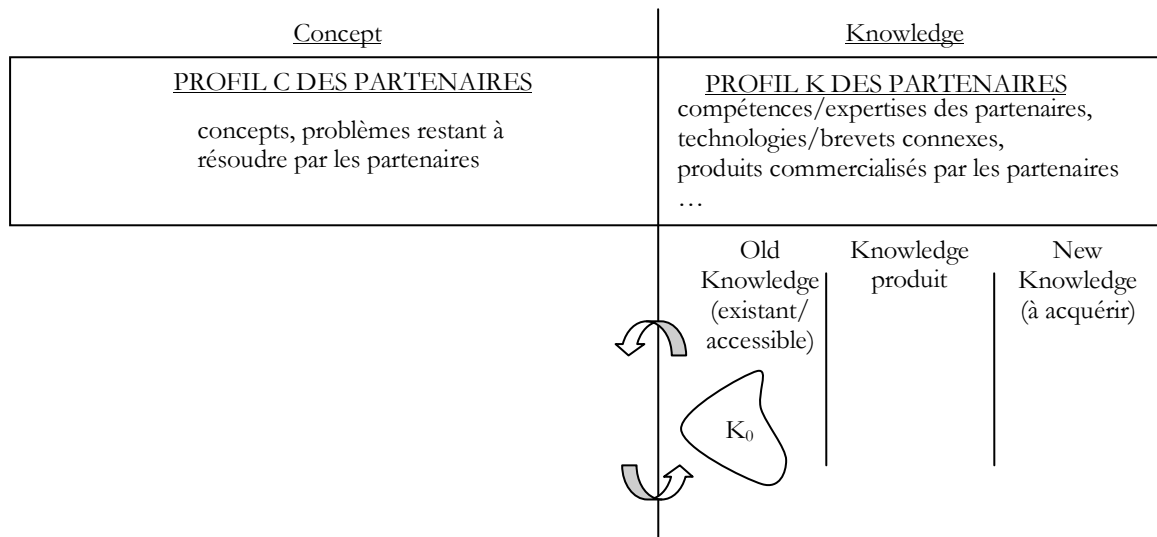 Concept
Knowledge
PROFIL C DES PARTENAIRES
concepts, problèmes restant à
résoudre par les partenaires
PROFIL K DES PARTENAIRES
compétences/expertises des partenaires,
technologies/brevets connexes,
produits commercialisés par les partenaires
…
Old
Knowledge
(existant/
accessible)
Knowledge
produit
New
Knowledge
(à acquérir)
K₀